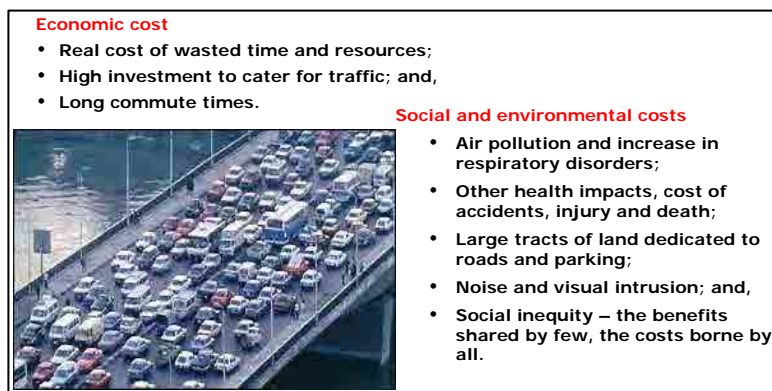 Economic cost
• Real cost of wasted time and resources;
• High investment to cater for traffic; and,
• Long commute times.
Social and environmental costs
• Air pollution and increase in
respiratory disorders;
• Other health impacts, cost of
accidents, injury and death;
• Large tracts of land dedicated to
roads and parking;
• Noise and visual intrusion; and,
• Social inequity – the benefits
shared by few, the costs borne by
all.